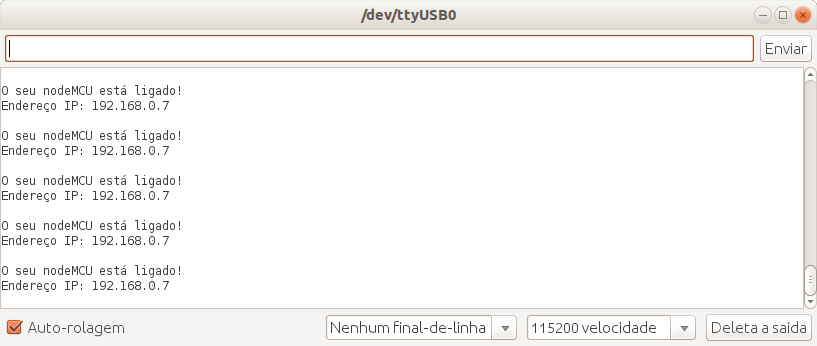 /dev/ttyUSB0
Enviar
O seu nodeMCU está ligado!
Endereço IP: 192.168.0.7
O seu nodeMCU está ligado!
Endereço IP: 192.168.0.7
O seu nodeMCU está ligado!
Endereço IP: 192.168.0.7
O seu nodeMCU está ligado!
Endereço IP: 192.168.0.7
O seu nodeMCU está ligado!
Endereço IP: 192.168.0.7
Auto-rolagem Nenhum final-de-linha 115200 velocidade Deleta a saida